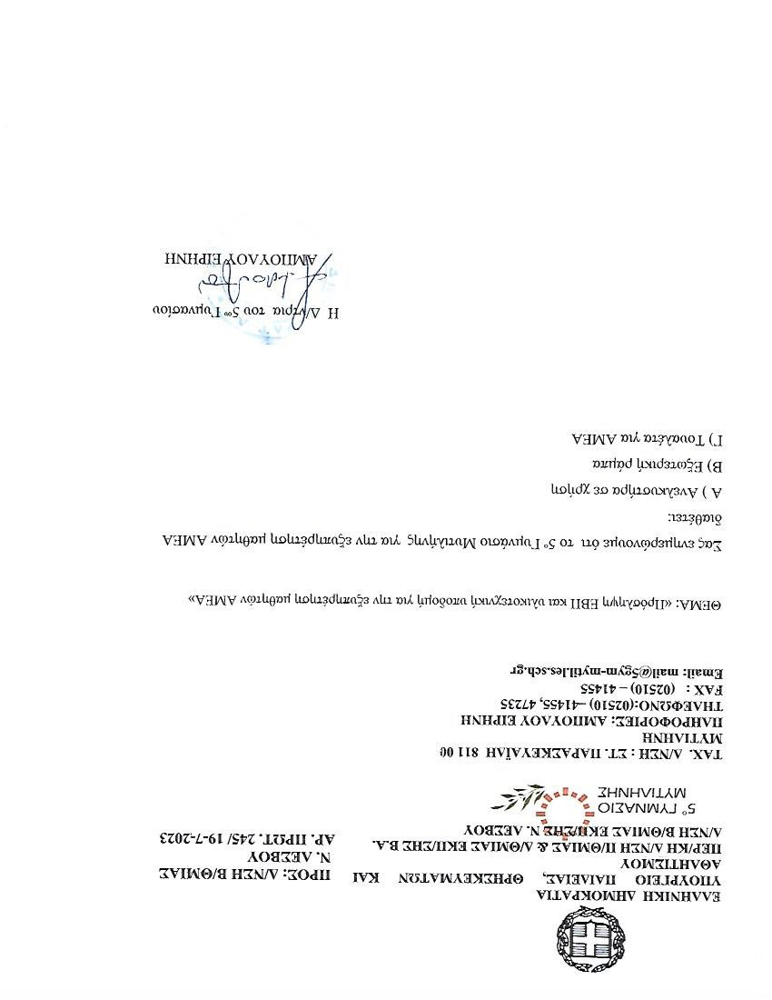 ΕΛΛΗΝΙΚΗ ΔΗΜΟΚΡΑΤΙΑ
ΥΠΟΥΡΓΕΙΟ ΠΑΙΔΕΙΑΣ, ΘΡΗΣΚΕΥΜΑΤΩΝ ΚΑΙ
ΑΘΛΗΤΙΣΜΟΥ
ΠΕΡ/ΚΗ Δ/ΝΣΗ Π/ΘΜΙΑΣ & Δ/ΘΜΙΑΣ ΕΚΠ/ΣΗΣ Β.Α.
Δ/ΝΣΗ Β/ΘΜΙΑΣ ΕΚΠ/ΣΗΣ Ν. ΛΕΣΒΟΥ
ΠΡΟΣ: Δ/ΝΣΗ Β/ΘΜΙΑΣ
Ν. ΛΕΣΒΟΥ
ΑΡ. ΠΡΩΤ. 245/ 19-7-2023
5° ΓΥΜΝΑΣΙΟ
ΜΥΤΙΛΗΝΗΣ
ΤΑΧ. Δ/ΝΣΗ : ΣΤ. ΠΑΡΑΣΚΕΥΑΪΔΗ 811 00
ΜΥΤΙΛΗΝΗ
ΠΛΗΡΟΦΟΡΙΕΣ: ΑΜΠΟΥΛΟΥ ΕΙΡΗΝΗ
ΤΗΛΕΦΩΝΟ:(02510) –41455, 47235
FAX : (02510) – 41455
Email: mail@5gym-mytil.les.sch.gr
ΘΕΜΑ: «Πρόσληψη ΕΒΠ και υλικοτεχνική υποδομή για την εξυπηρέτηση μαθητών ΑΜΕΑ»
Σας ενημερώνουμε ότι το 5° Γυμνάσιο Μυτιλήνης για την εξυπηρέτηση μαθητών ΑΜΕΑ
διαθέτει:
Α ) Ανελκυστήρα σε χρήση
Β) Εξωτερική ράμπα
Γ) Τουαλέτα για ΑΜΕΑ
Η Δ/ντρια του 5ου Γυμνασίου
ΑΜΠΟΥΛΟΥ ΕΙΡΗΝΗ